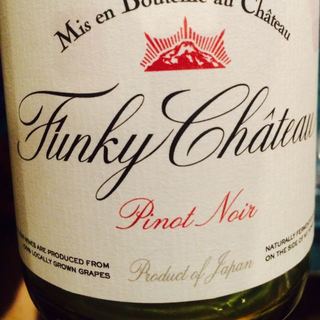 Mis en Bouteille au Château
Funky Château
Pinot Noir
ARE PRODUCED FROM
LOCALLY GROWN GRAPES
NATURALLY
ON THE SIDE OF
Product of Japan